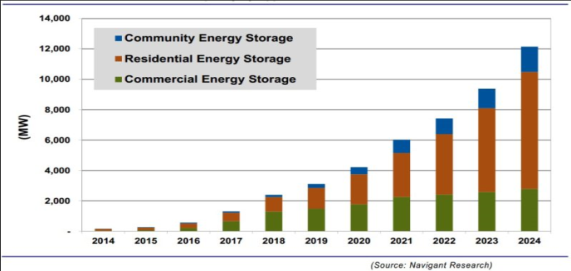 14,000
12,000
10,000
8,000
6,000
4,000
2,000
-
(MW)
Community Energy Storage
Residential Energy Storage
Commercial Energy Storage
2014 2015 2016 2017 2018 2019 2020 2021 2022 2023 2024
(Source: Navigant Research)